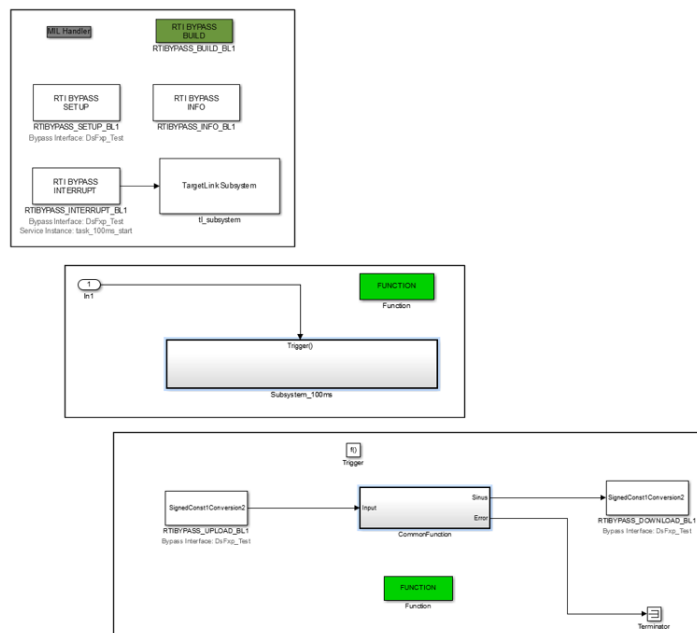 MIL Handler
RTI BYPASS
BUILD
RTIBYPASS_BUILD_BL1
RTI BYPASS
SETUP
RTIBYPASS_SETUP_BL1
Bypass Interface: DsFxp_Test
RTI BYPASS
INFO
RTIBYPASS_INFO_BL1
RTI BYPASS
INTERRUPT
RTIBYPASS_INTERRUPT_BL1
Bypass Interface: DsFxp_Test
Service Instance: task_100ms_start
TargetLink Subsystem
tl_subsystem
1
In1
FUNCTION
Function
Trigger()
Subsystem_100ms
f()
Trigger
SignedConst1Conversion2
RTIBYPASS_UPLOAD_BL1
Bypass Interface: DsFxp_Test
Input
Sinus
Error
CommonFunction
SignedConst1Conversion2
RTIBYPASS_DOWNLOAD_BL1
Bypass Interface: DsFxp_Test
FUNCTION
Function
Terminator